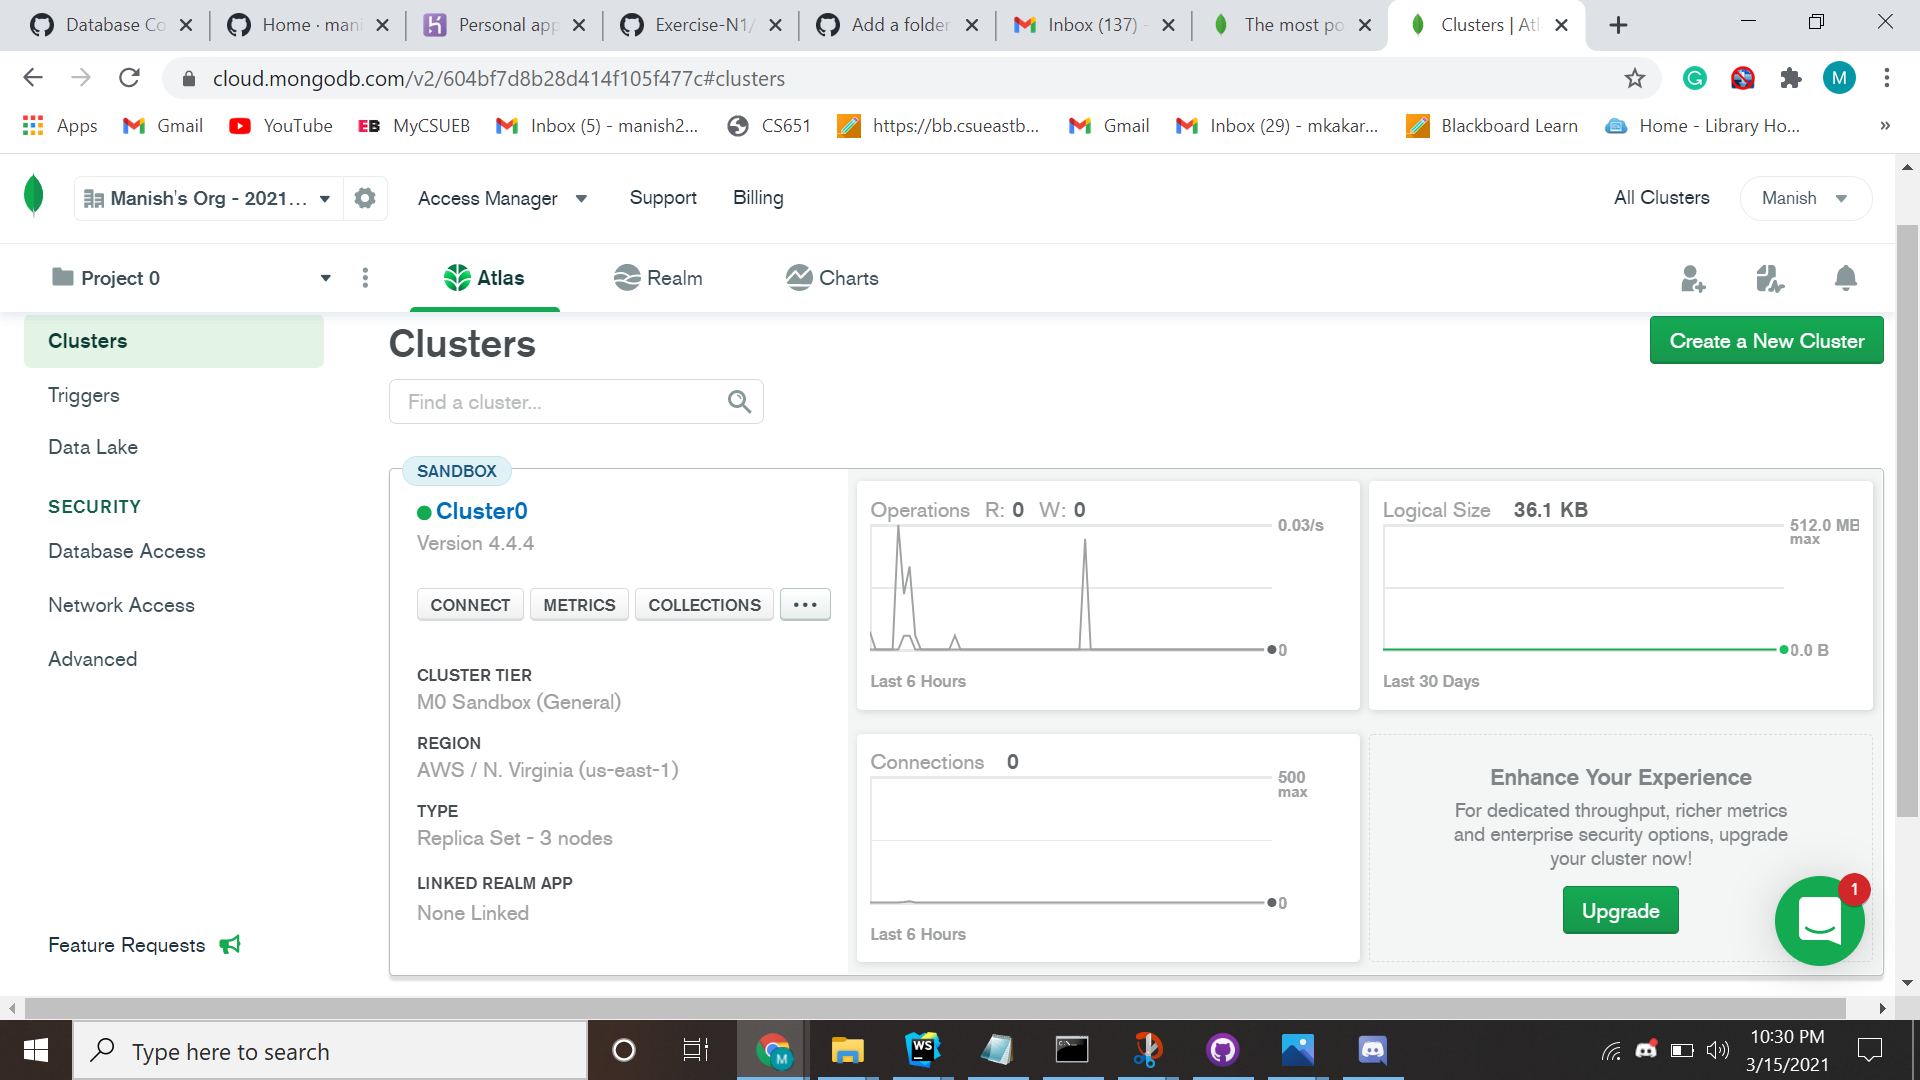 Database Co
Home · mani
Personal app
Exercise-N1/
Add a folder
Inbox (137) -
The most po
Clusters | Atl
cloud.mongodb.com/v2/604bf7d8b28d414f105f477c#clusters
M
Apps
Gmail
YouTube
EB MyCSUEB
Inbox (5) - manish2...
CS651
https://bb.csueastb...
Gmail
Inbox (29) - mkakar...
Blackboard Learn
Home - Library Ho...
»
Manish's Org - 2021...
Access Manager
Support
Billing
All Clusters
Manish
Project 0
Atlas
Realm
Charts
Clusters
Triggers
Data Lake
SECURITY
Database Access
Network Access
Advanced
Feature Requests
Clusters
Create a New Cluster
Find a cluster...
SANDBOX
Cluster0
Version 4.4.4
CONNECT
METRICS
COLLECTIONS
...
CLUSTER TIER
M0 Sandbox (General)
REGION
AWS / N. Virginia (us-east-1)
TYPE
Replica Set - 3 nodes
LINKED REALM APP
None Linked
Operations R: 0 W: 0
0.03/s
0
Last 6 Hours
Logical Size 36.1 KB
512.0 MB
max
0.0 B
Last 30 Days
Connections 0
500
max
0
Last 6 Hours
Enhance Your Experience
For dedicated throughput, richer metrics
and enterprise security options, upgrade
your cluster now!
Upgrade
1
Type here to search
M
WS
10:30 PM
3/15/2021